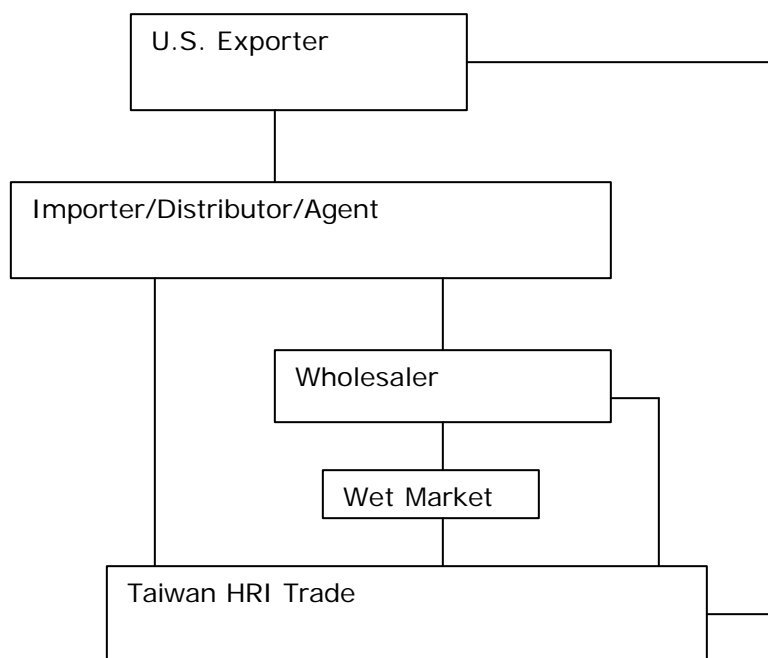 U.S. Exporter
Importer/Distributor/Agent
Wholesaler
Wet Market
Taiwan HRI Trade